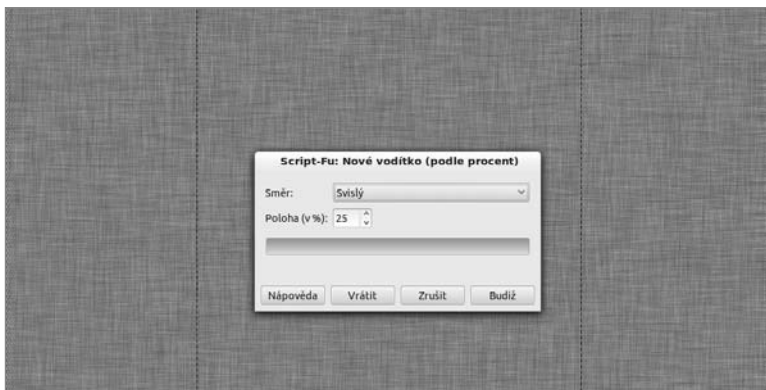 Script-Fu: Nové vodítko (podle procent)
Směr: Svislý
Poloha (v %): 25
Nápověda Vrátit Zrušit Budiž